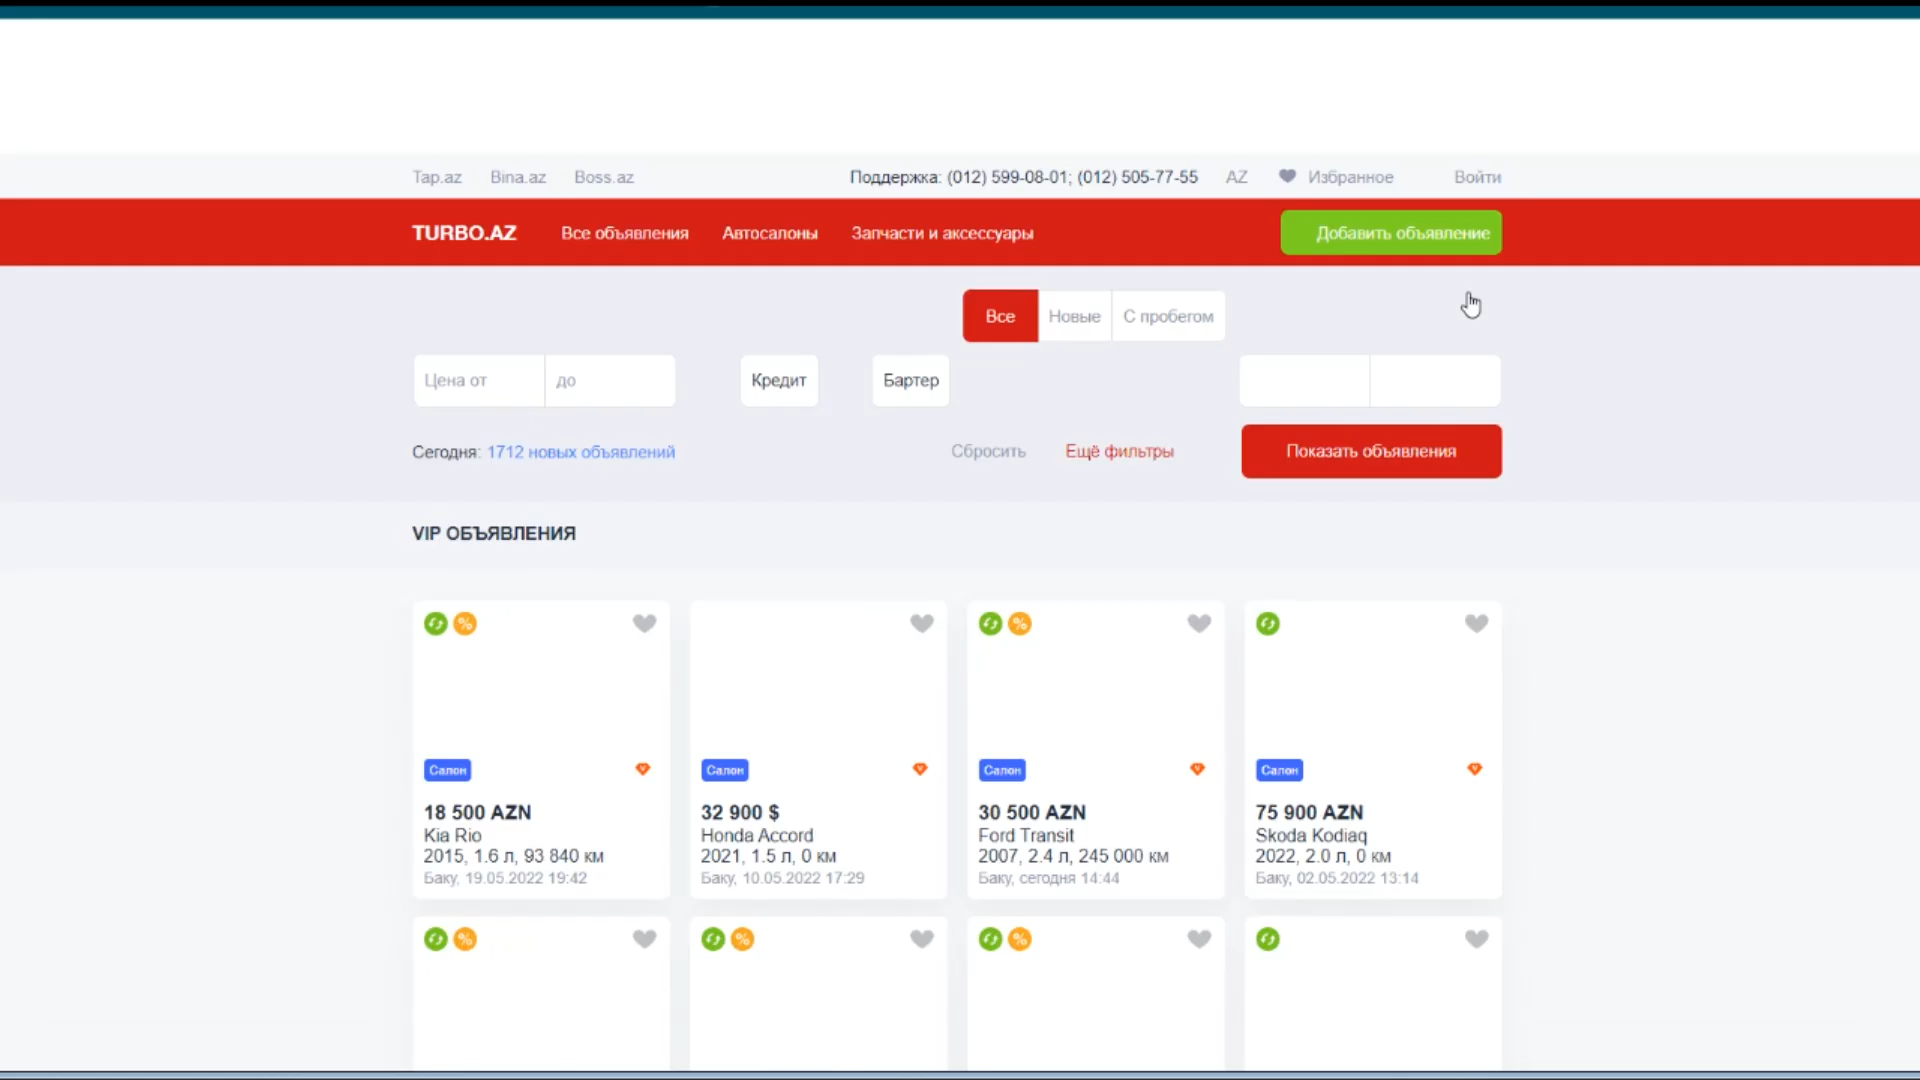 Tap.az Bina.az Boss.az Поддержка: (012) 599-08-01; (012) 505-77-55 AZ Избранное Войти
TURBO.AZ Все объявления Автосалоны Запчасти и аксессуары Добавить объявление
Все Новые С пробегом
Цена от до Кредит Бартер
Сегодня: 1712 новых объявлений Сбросить Ещё фильтры Показать объявления
VIP ОБЪЯВЛЕНИЯ
% %
Салон Салон Салон Салон
18 500 AZN 32 900 $ 30 500 AZN 75 900 AZN
Kia Rio Honda Accord Ford Transit Skoda Kodiaq
2015, 1.6 л, 93 840 км 2021, 1.5 л, 0 км 2007, 2.4 л, 245 000 км 2022, 2.0 л, 0 км
Баку, 19.05.2022 19:42 Баку, 10.05.2022 17:29 Баку, сегодня 14:44 Баку, 02.05.2022 13:14
% % %